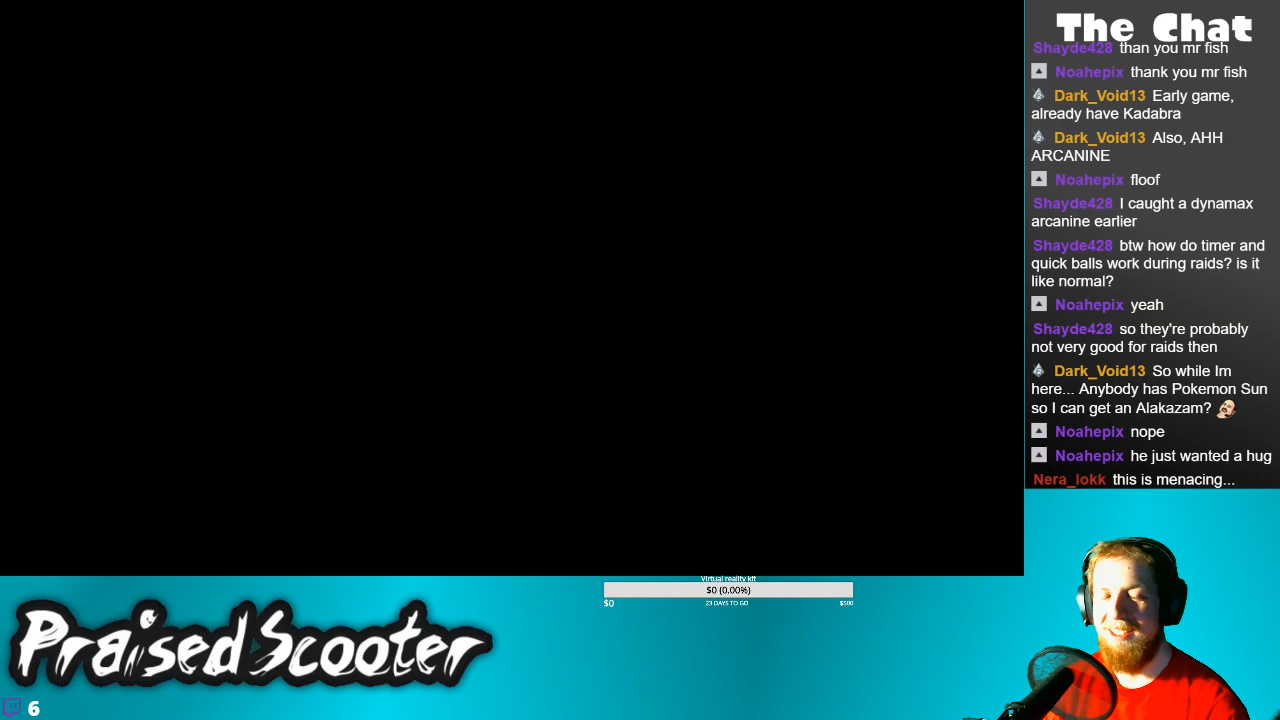 The Chat
Shayde428 than you mr fish
Noahepix thank you mr fish
Dark_Void13 Early game,
already have Kadabra
Dark_Void13 Also, AHH
ARCANINE
Noahepix floof
Shayde428 I caught a dynamax
arcanine earlier
Shayde428 btw how do timer and
quick balls work during raids? is it
like normal?
Noahepix yeah
Shayde428 so they're probably
not very good for raids then
Dark_Void13 So while Im
here... Anybody has Pokemon Sun
so I can get an Alakazam?
Noahepix nope
Noahepix he just wanted a hug
Nera_lokk this is menacing...
Virtual reality kit
$0 (0.00%)
$0 23 DAYS TO GO $500
Praised Scooter
6